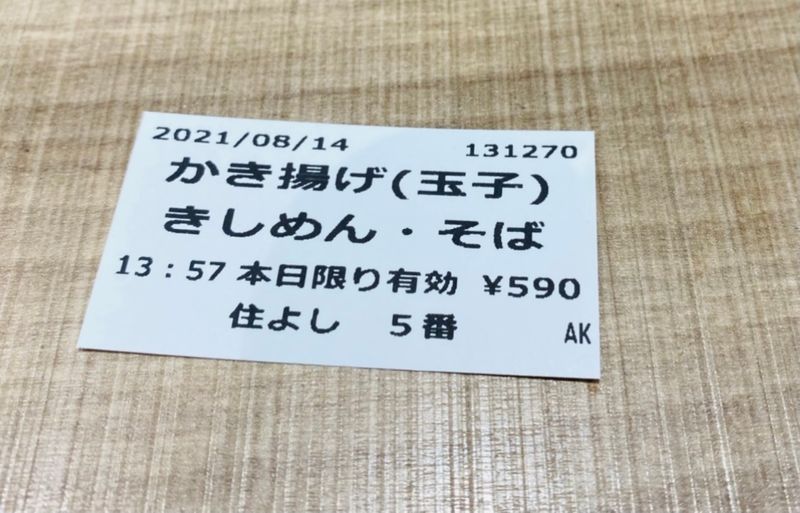 2021/08/14 131270
かき揚げ(玉子)
きしめん・そば
13:57 本日限り有効 ¥590
住よし 5番 AK